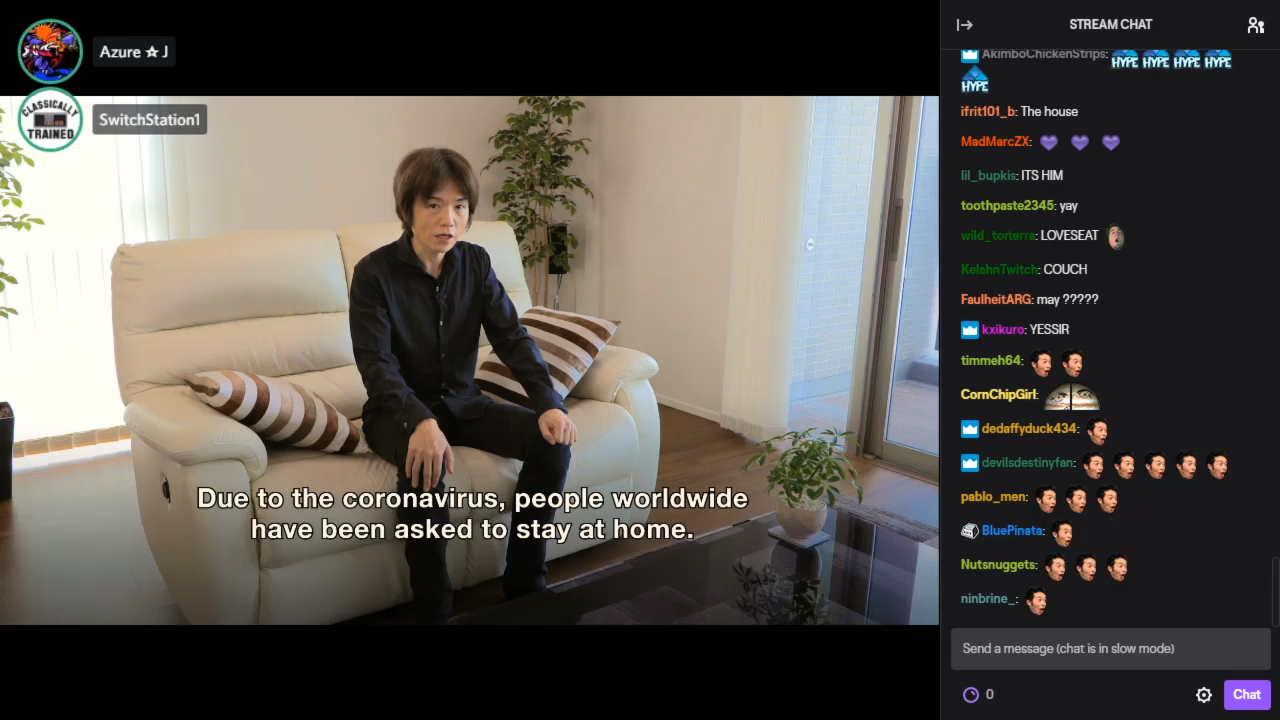 Azure ★ J
CLASSICALLY
TRAINED
SwitchStation1
Due to the coronavirus, people worldwide
have been asked to stay at home.
STREAM CHAT
AkimboChickenStrips: HYPE HYPE HYPE HYPE
HYPE
ifrit101_b: The house
MadMarcZX:
lil_bupkis: ITS HIM
toothpaste2345: yay
wild_torterra: LOVESEAT
KelahnTwitch: COUCH
FaulheitARG: may ?????
kxikuro: YESSIR
timmeh64:
CornChipGirl:
dedaffyduck434:
devilsdestinyfan:
pablo_men:
BluePinata:
Nutsnuggets:
ninbrine_:
Send a message (chat is in slow mode)
0
Chat